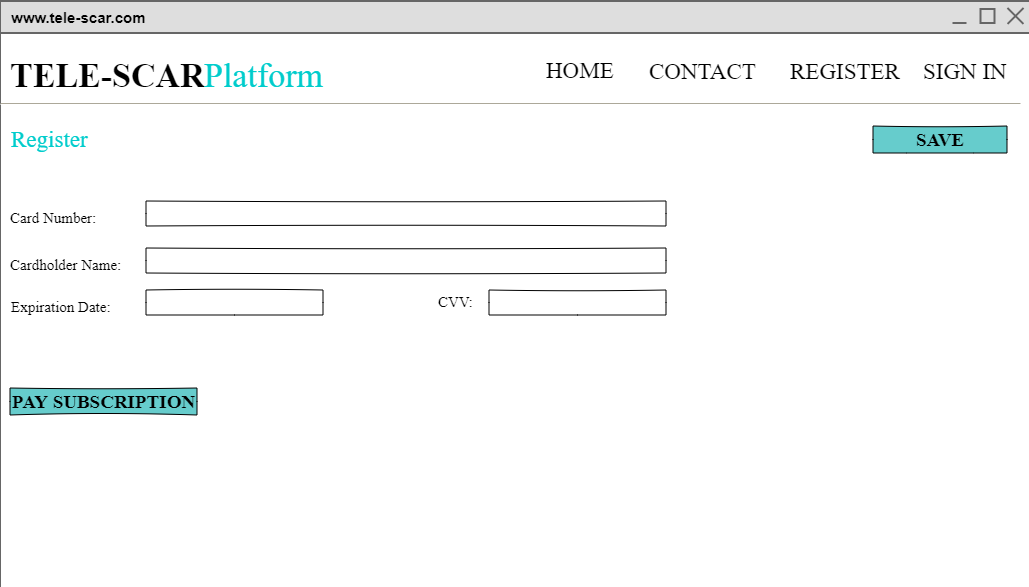 www.tele-scar.com
TELE-SCARPlatform HOME CONTACT REGISTER SIGN IN
Register SAVE
Card Number:
Cardholder Name:
Expiration Date: CVV:
PAY SUBSCRIPTION